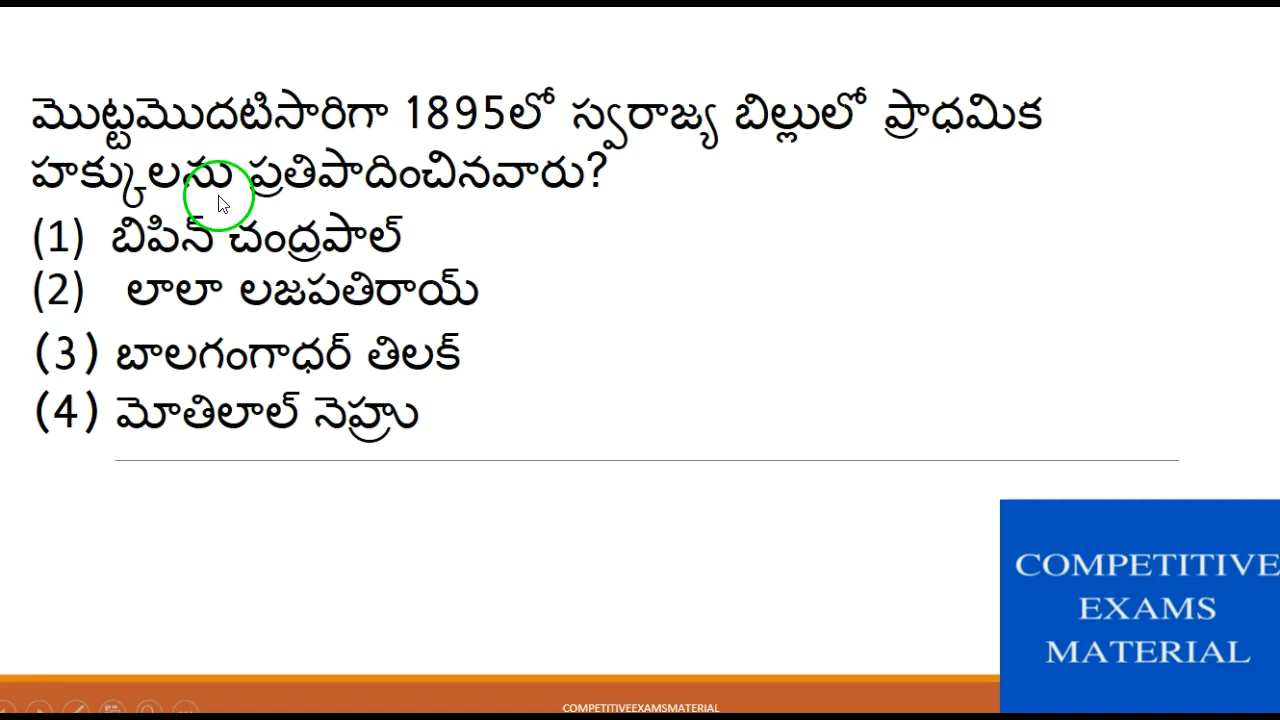 మొట్టమొదటిసారిగా 1895లో స్వరాజ్య బిల్లులో ప్రాధమిక
హక్కులను ప్రతిపాదించినవారు?
(1) బిపిన్ చంద్రపాల్
(2) లాలా లజపతిరాయ్
(3) బాలగంగాధర్ తిలక్
(4) మోతిలాల్ నెహ్రు
COMPETITIVE
EXAMS
MATERIAL
COMPETITIVEEXAMSMATERIAL